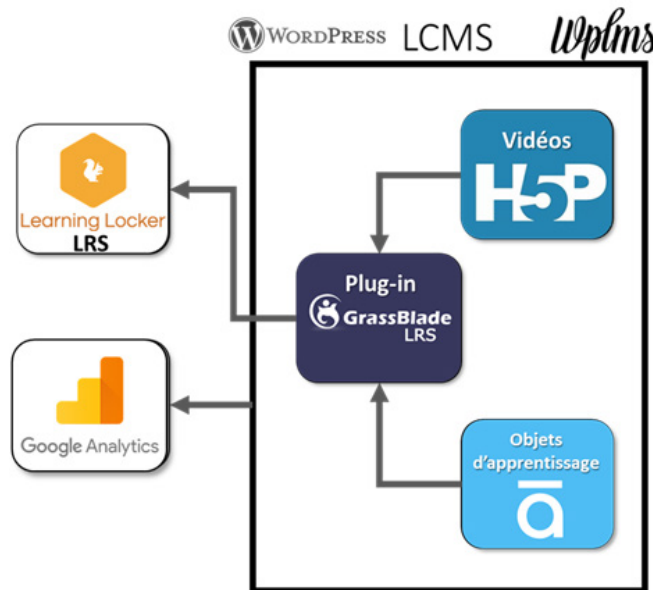 WORDPRESS LCMS Wplms
Learning Locker
LRS
Google Analytics
Vidéos
H5P
Plug-in
GrassBlade
LRS
Objets
d'apprentissage
ā